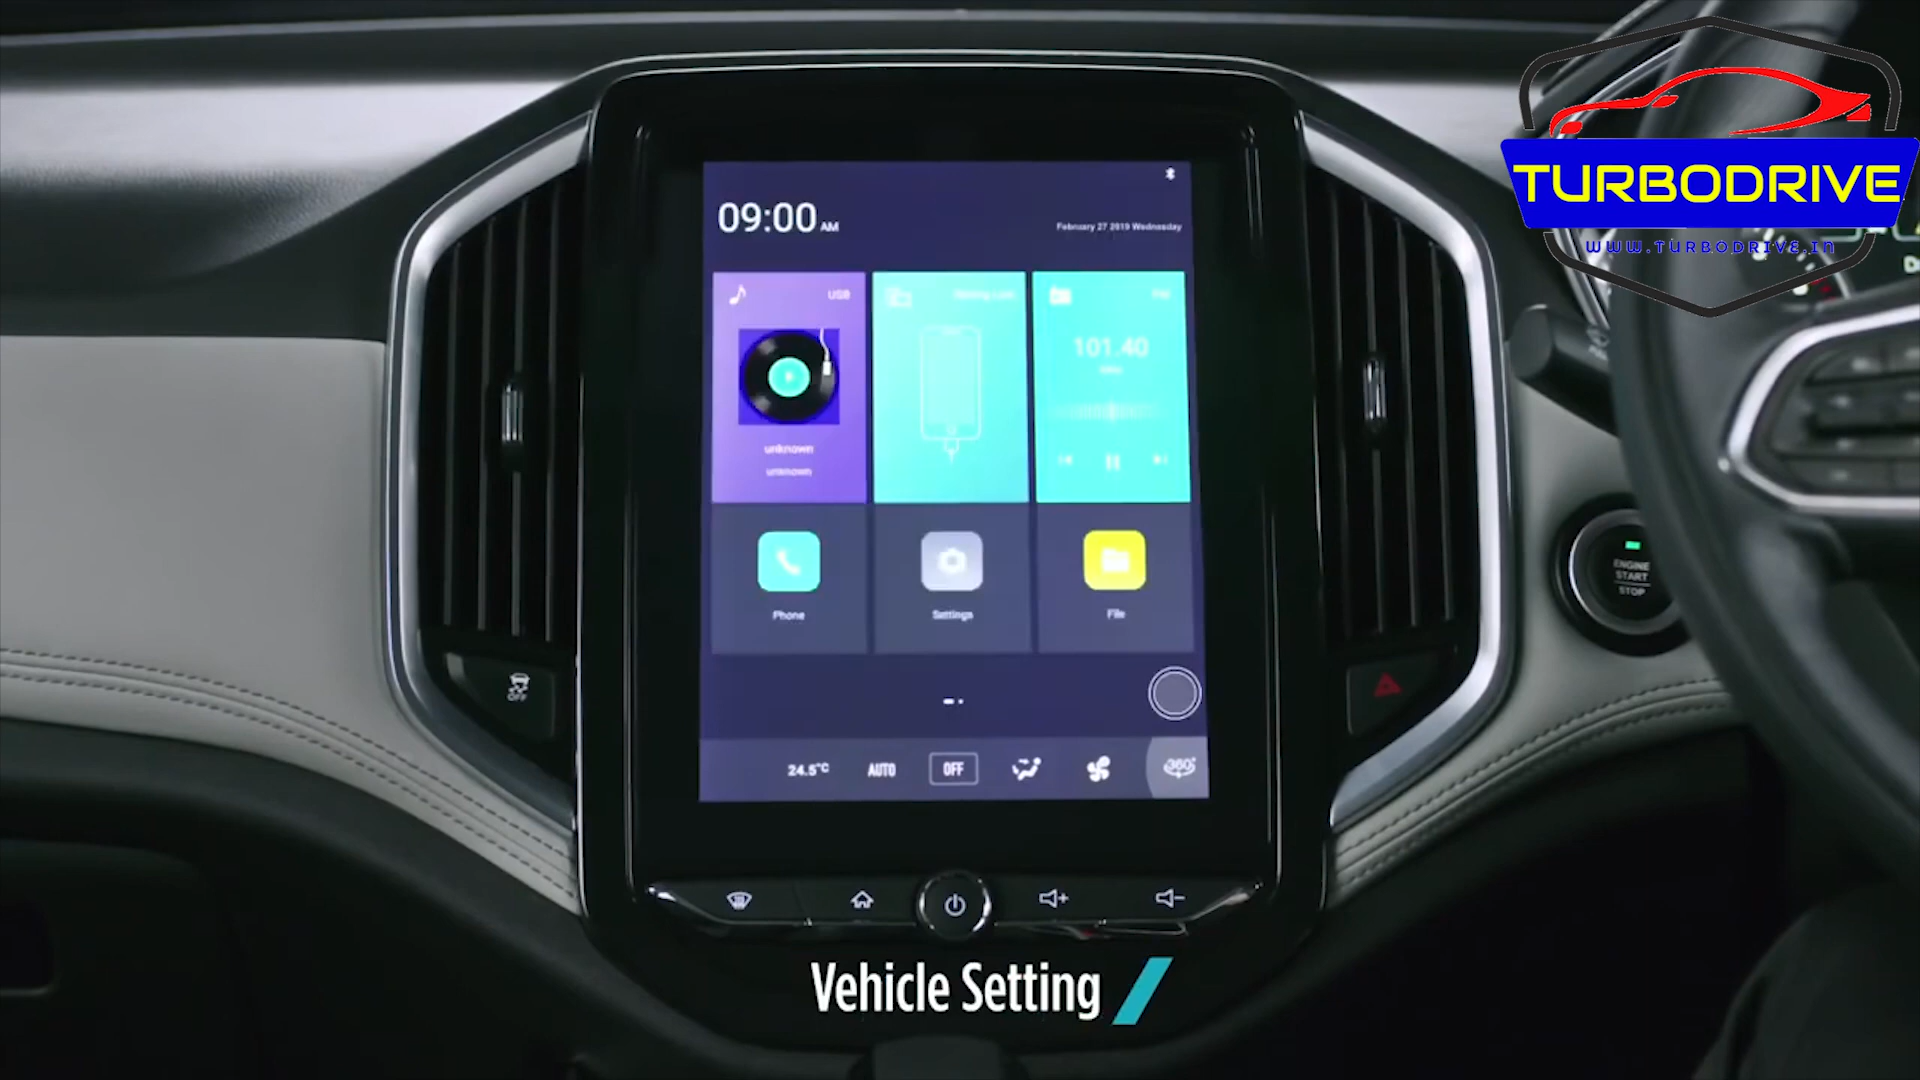 TURBODRIVE
WWW.TURBODRIVE.IN
09:00 AM
February 27 2019 Wednesday
USB
unknown
unknown
101.40
Phone
Settings
File
ENGINE
START
STOP
OFF
24.5°C
AUTO
OFF
360°
Vehicle Setting